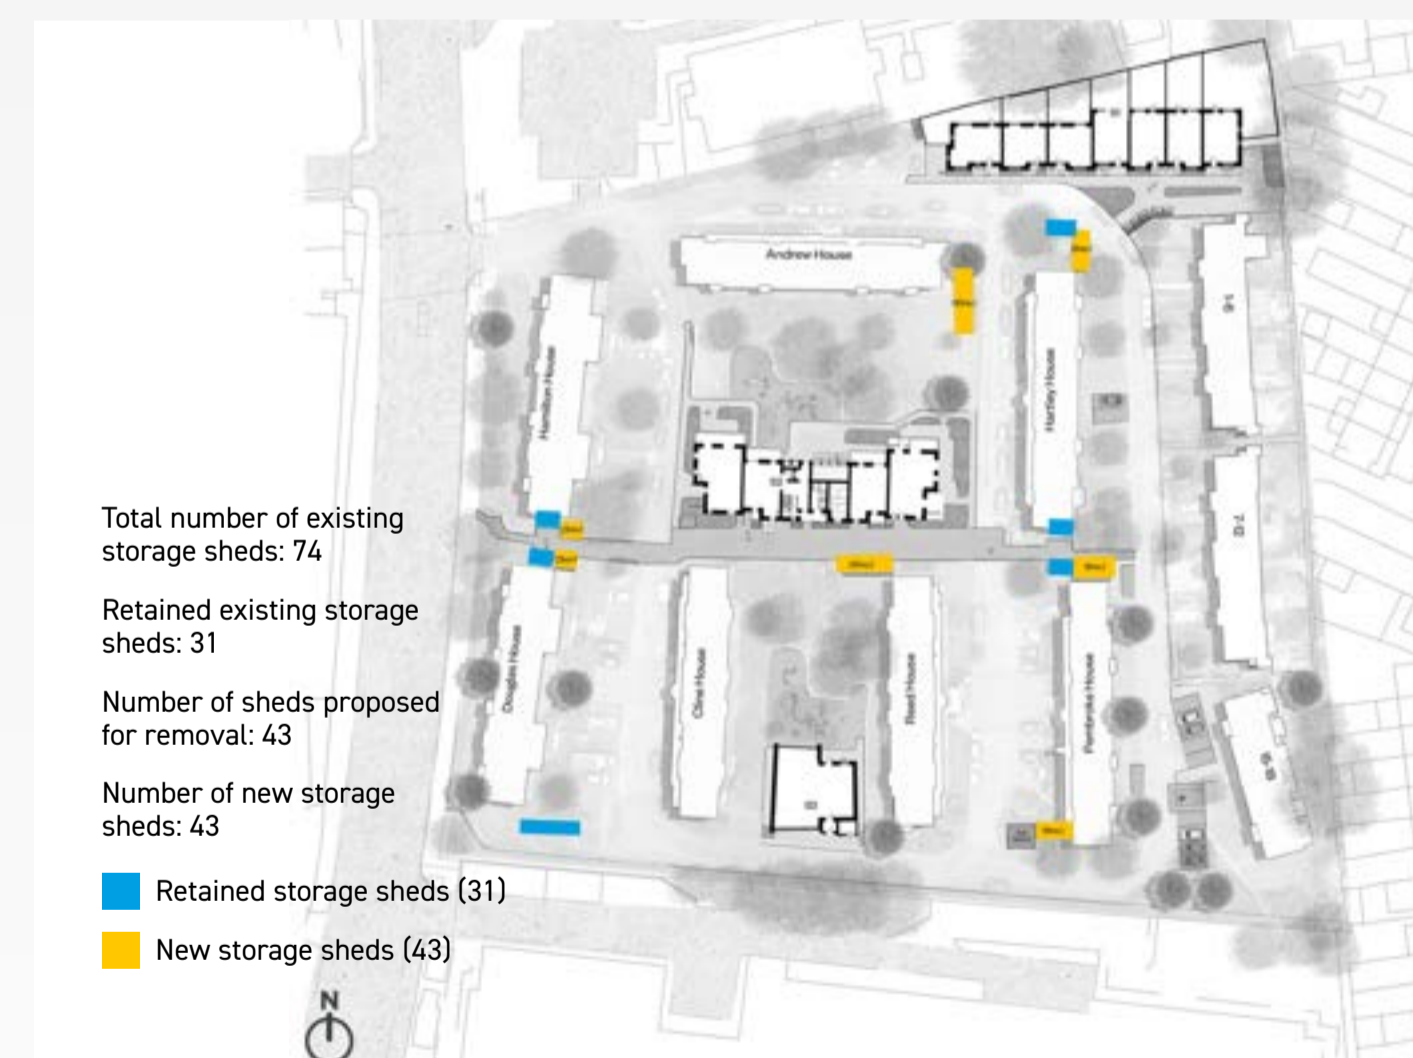 Total number of existing
storage sheds: 74
Retained existing storage
sheds: 31
Number of sheds proposed
for removal: 43
Number of new storage
sheds: 43
Retained storage sheds (31)
New storage sheds (43)
N
Andrew House
Hamilton House
Hartley House
Douglas House
Cline House
Reed House
Pembroke House
7-12